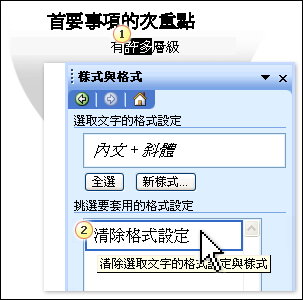 首要事項的次重點
1
有許多層級
樣式與格式
選取文字的格式設定
內文 + 斜體
全選
新樣式...
挑選要套用的格式設定
2
清除格式設定
清除選取文字的格式設定與樣式